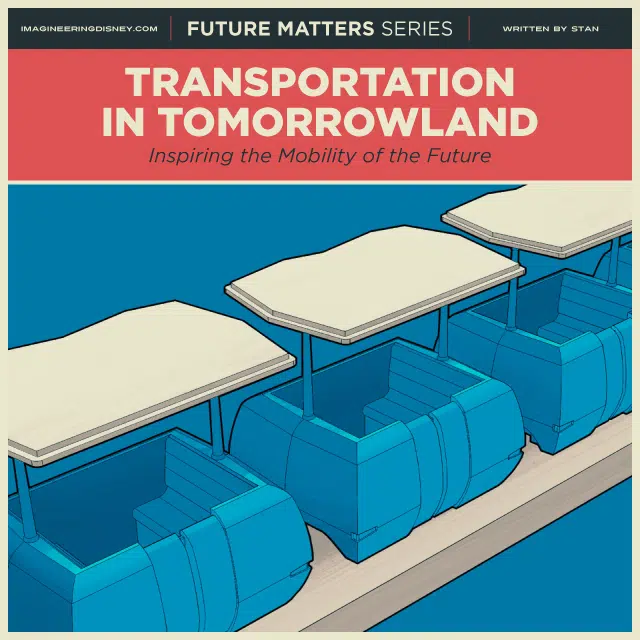 IMAGINEERINGDISNEY.COM
FUTURE MATTERS SERIES
WRITTEN BY STAN
TRANSPORTATION
IN TOMORROWLAND
Inspiring the Mobility of the Future